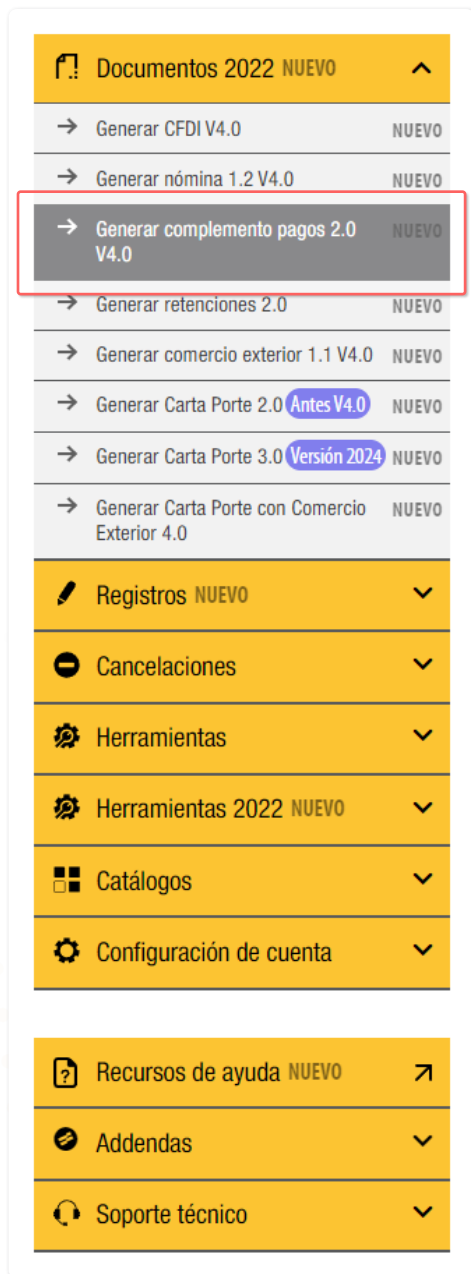 Documentos 2022 NUEVO
Generar CFDI V4.0 NUEVO
Generar nómina 1.2 V4.0 NUEVO
Generar complemento pagos 2.0 NUEVO
V4.0
Generar retenciones 2.0 NUEVO
Generar comercio exterior 1.1 V4.0 NUEVO
Generar Carta Porte 2.0 Antes V4.0 NUEVO
Generar Carta Porte 3.0 Versión 2024 NUEVO
Generar Carta Porte con Comercio NUEVO
Exterior 4.0
Registros NUEVO
Cancelaciones
Herramientas
Herramientas 2022 NUEVO
Catálogos
Configuración de cuenta
Recursos de ayuda NUEVO
Addendas
Soporte técnico